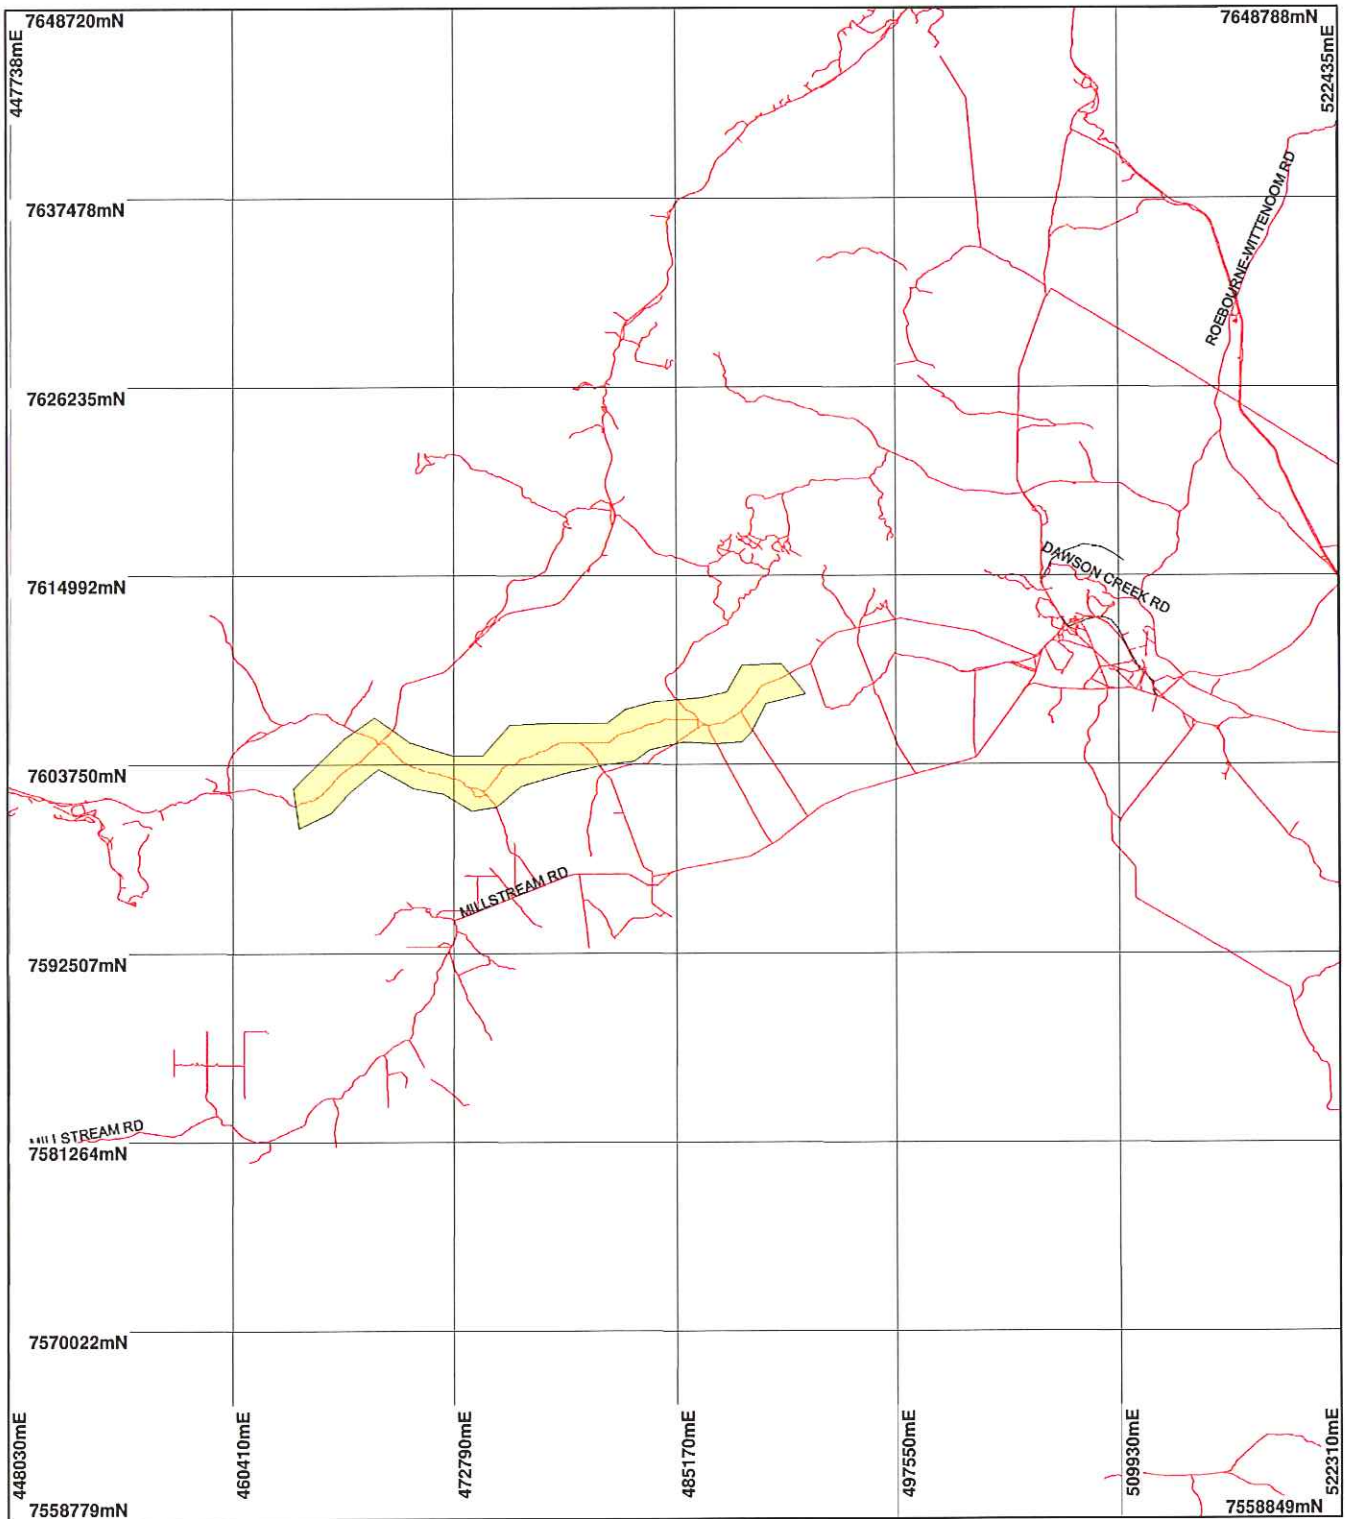 7648720mN
7648788mN
447738mE
522435mE
ROEBOURNE-WITTENOOM RD
7637478mN
7626235mN
DAWSON CREEK RD
7614992mN
7603750mN
MILLSTREAM RD
7592507mN
MILLSTREAM RD
7581264mN
7570022mN
448030mE
460410mE
472790mE
485170mE
497550mE
509930mE
522310mE
7558779mN
7558849mN